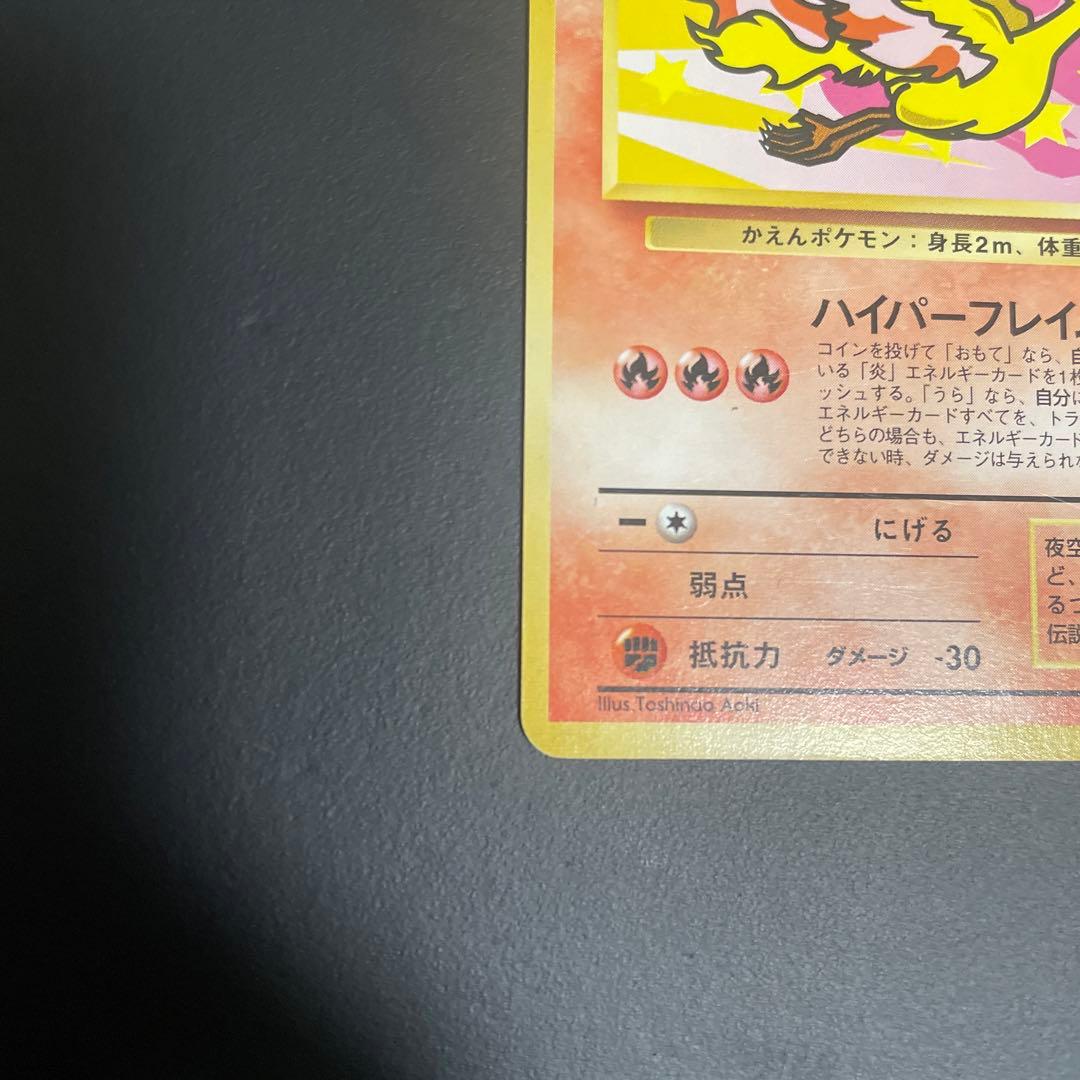 かえんポケモン：身長2m、体重
ハイパーフレイ
コインを投げて「おもて」なら、
いる「炎」エネルギーカードを1枚
ッシュする。「うら」なら、自分に
エネルギーカードすべてを、トラ
どちらの場合も、エネルギーカード
できない時、ダメージは与えられな
にげる
弱点
抵抗力 ダメージ -30
夜空
ど、
るつ
伝説
Illus. Toshinao Aoki